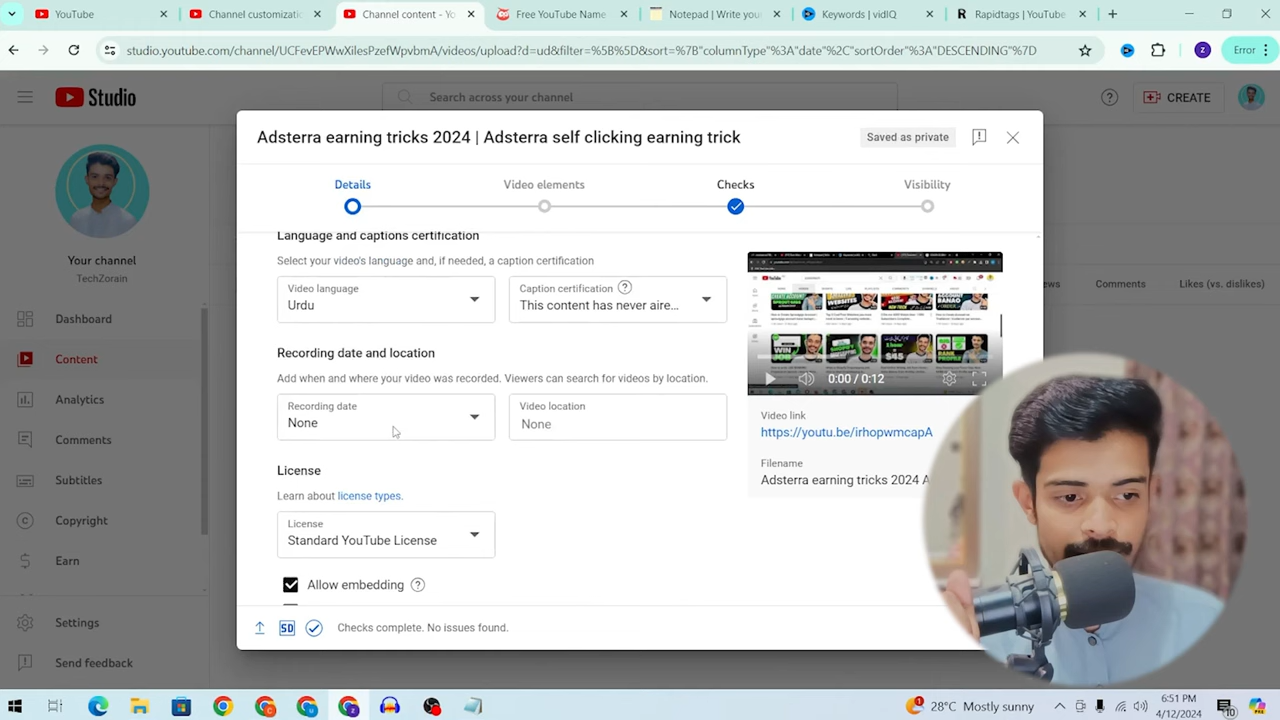 YouTube
Channel customizatio
Channel content - Yo
Free YouTube Name
Notepad | Write your
Keywords | vidIQ
Rapidtags | YouTube
studio.youtube.com/channel/UCFevEPWwXilesPzefWpvbmA/videos/upload?d=ud&filter=%5B%5D&sort=%7B"columnType"%3A"date"%2C"sortOrder"%3A"DESCENDING"%7D
Z
Error
Studio
Search across your channel
CREATE
Adsterra earning tricks 2024 | Adsterra self clicking earning trick
Saved as private
Details
Video elements
Checks
Visibility
Your channel
TechZorain
Dashboard
Content
Analytics
Comments
Subtitles
Copyright
Earn
Settings
Send feedback
Language and captions certification
Select your video's language and, if needed, a caption certification
Video language
Urdu
Caption certification
This content has never aire...
Recording date and location
Add when and where your video was recorded. Viewers can search for videos by location.
Recording date
None
Video location
None
License
Learn about license types.
License
Standard YouTube License
Allow embedding
0:00 / 0:12
Video link
https://youtu.be/irhopwmcapA
Filename
Adsterra earning tricks 2024 A
ews
Comments
Likes (vs. dislikes)
SD
Checks complete. No issues found.
28°C Mostly sunny
6:51 PM
4/12/2024
10